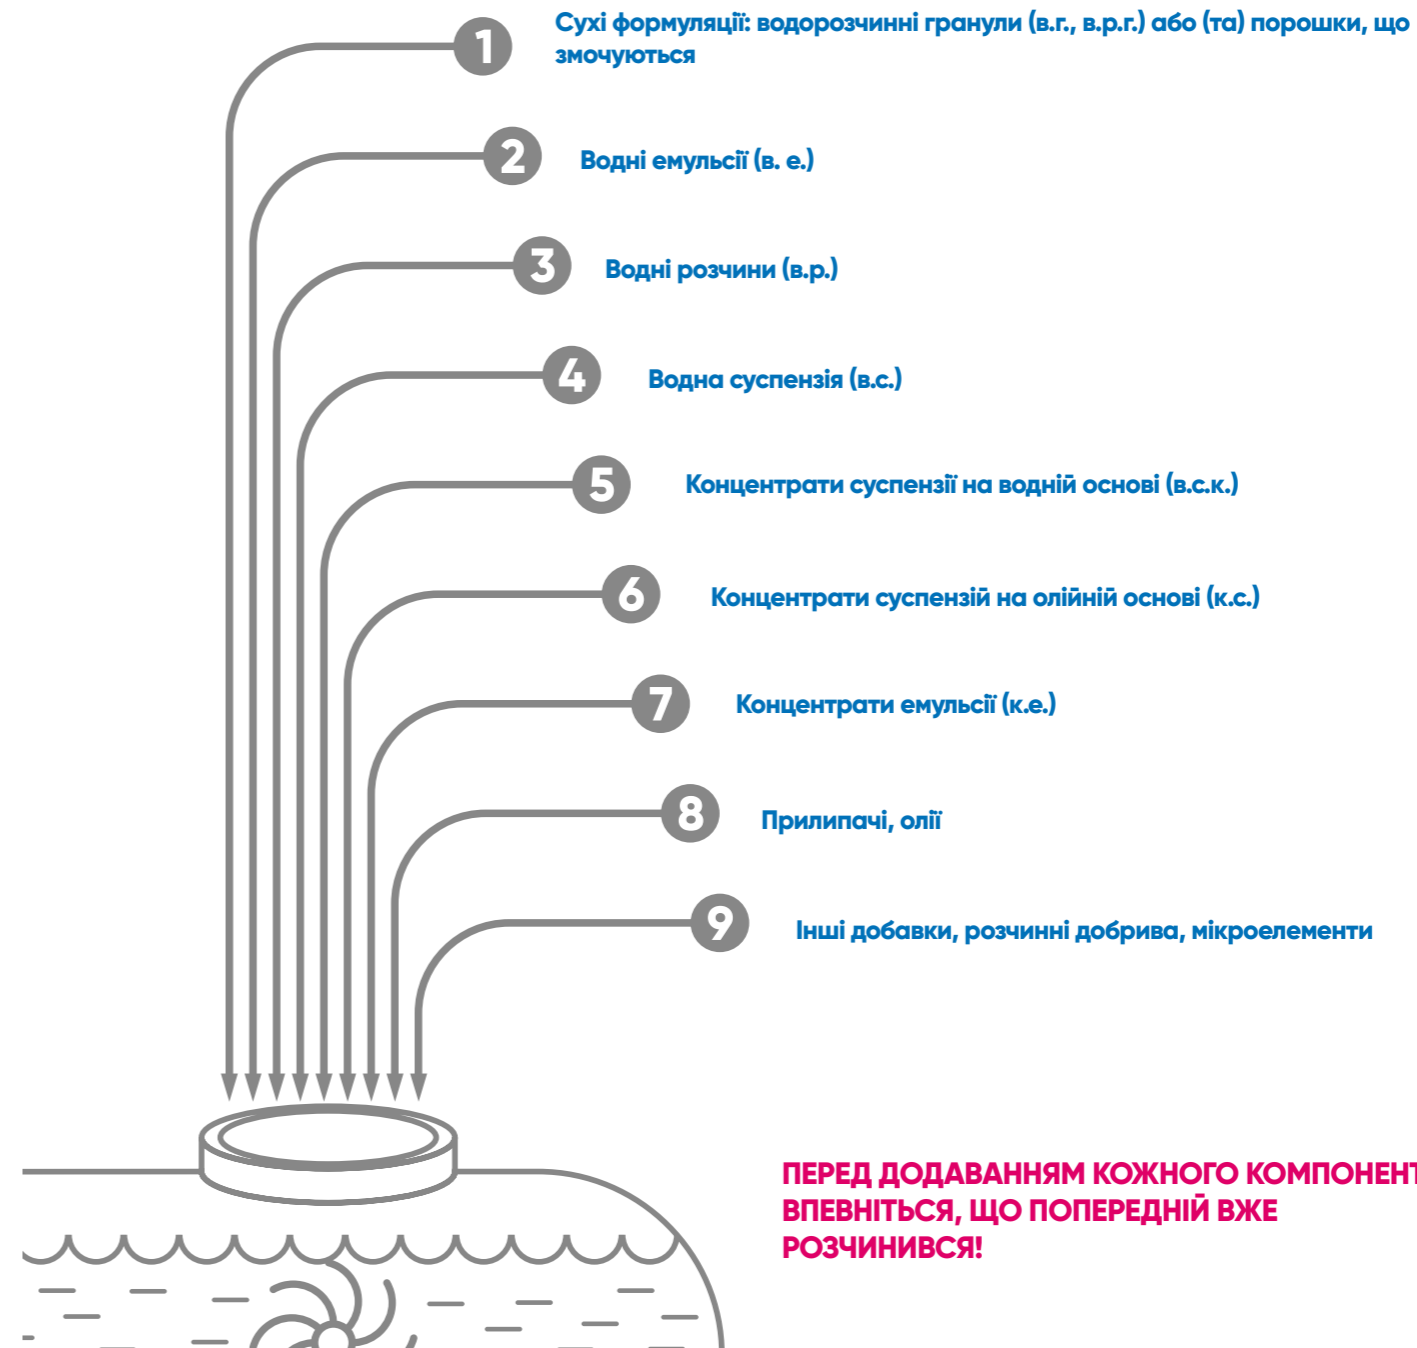 1
Сухі формуляції: водорозчинні гранули (в.г., в.р.г.) або (та) порошки, що
змочуються
2
Водні емульсії (в. е.)
3
Водні розчини (в.р.)
4
Водна суспензія (в.с.)
5
Концентрати суспензії на водній основі (в.с.к.)
6
Концентрати суспензій на олійній основі (к.с.)
7
Концентрати емульсії (к.е.)
8
Прилипачі, олії
9
Інші добавки, розчинні добрива, мікроелементи
ПЕРЕД ДОДАВАННЯМ КОЖНОГО КОМПОНЕНТ
ВПЕВНІТЬСЯ, ЩО ПОПЕРЕДНІЙ ВЖЕ
РОЗЧИНИВСЯ!